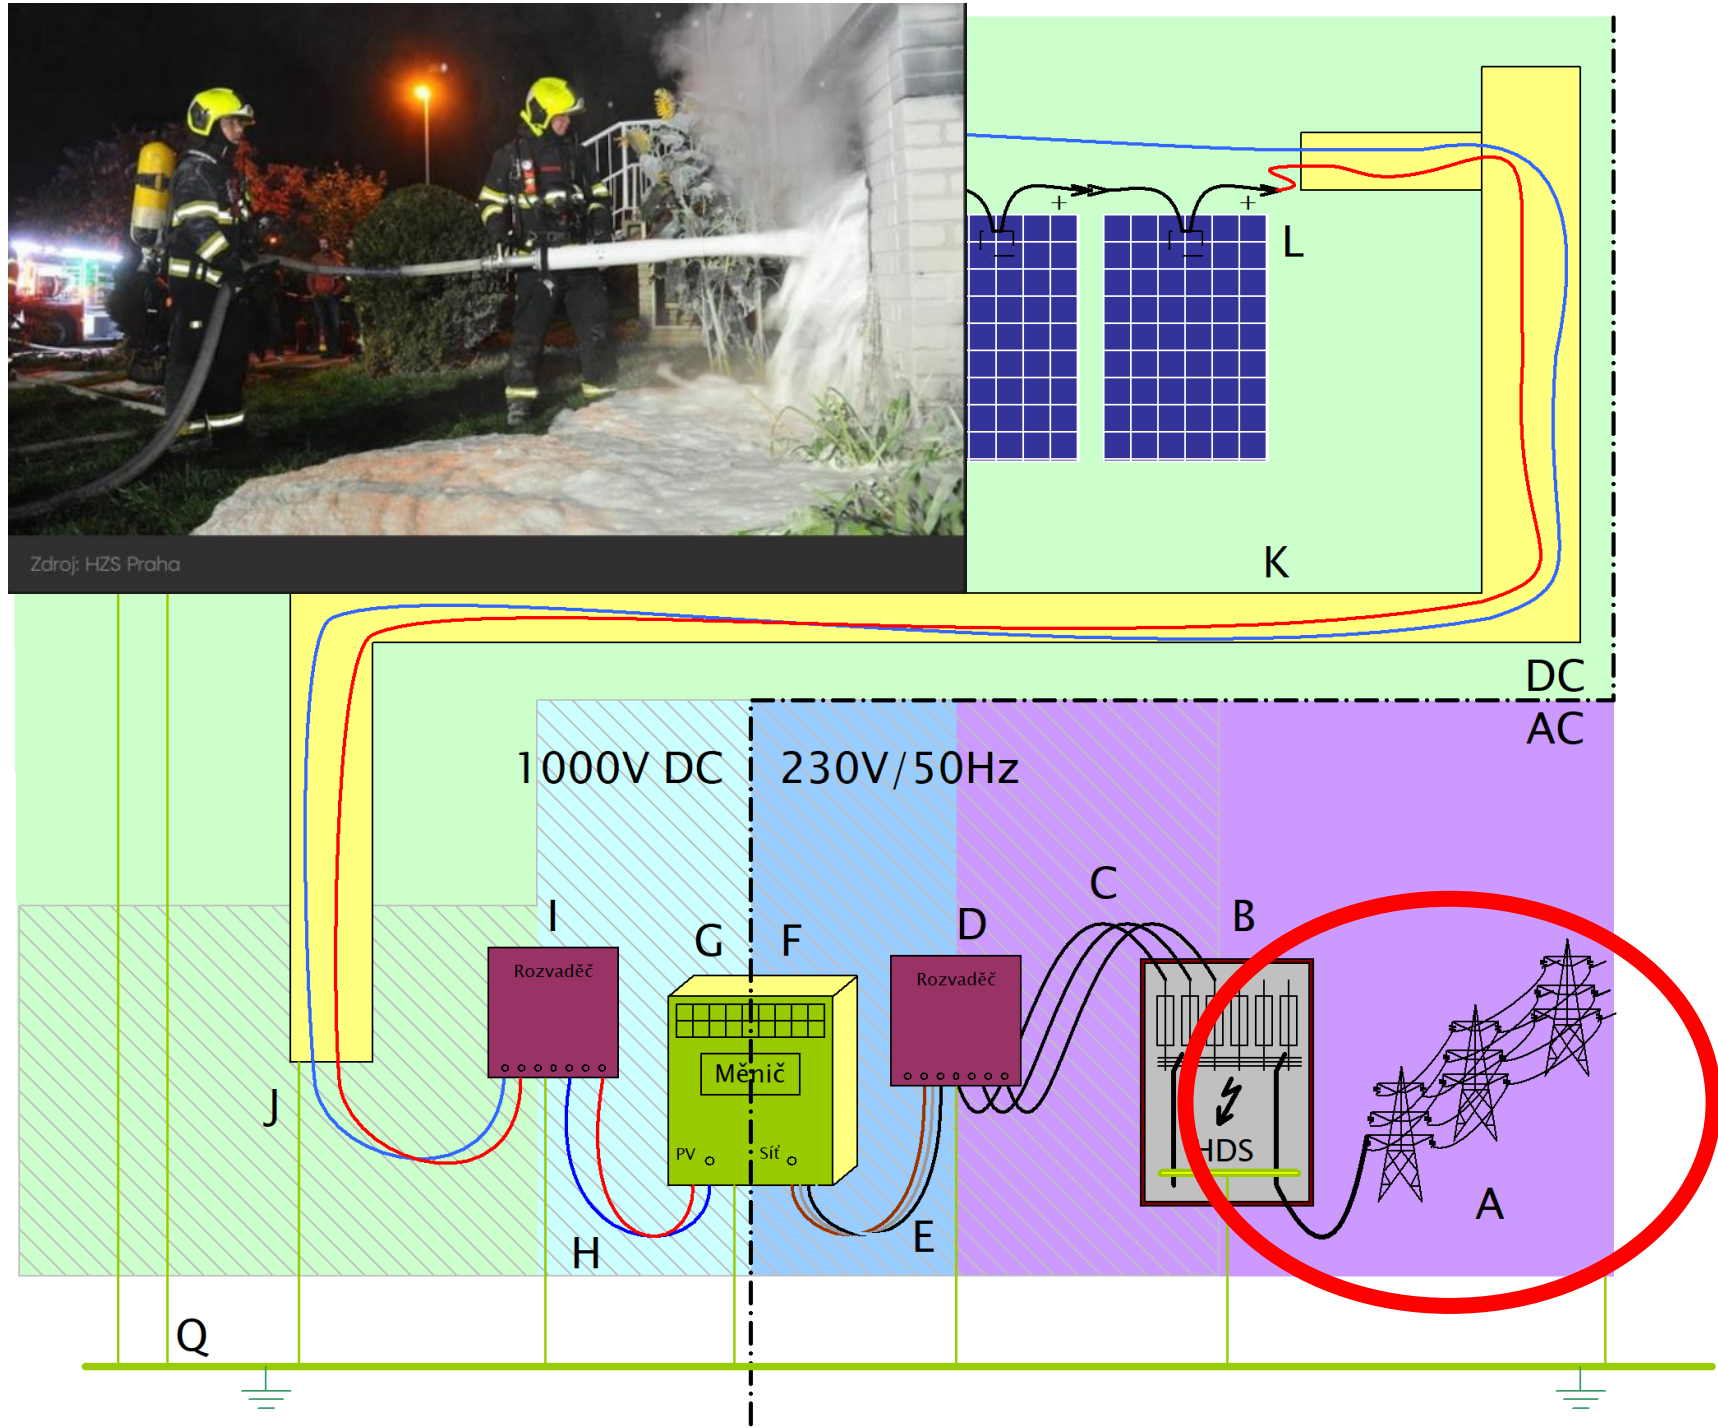 Zdroj: HZS Praha
+
+
L
K
DC
AC
1000V DC
230V/50Hz
C
I
B
G
F
D
Rozvaděč
Rozvaděč
Měnič
J
PV
Síť
HDS
A
E
H
Q